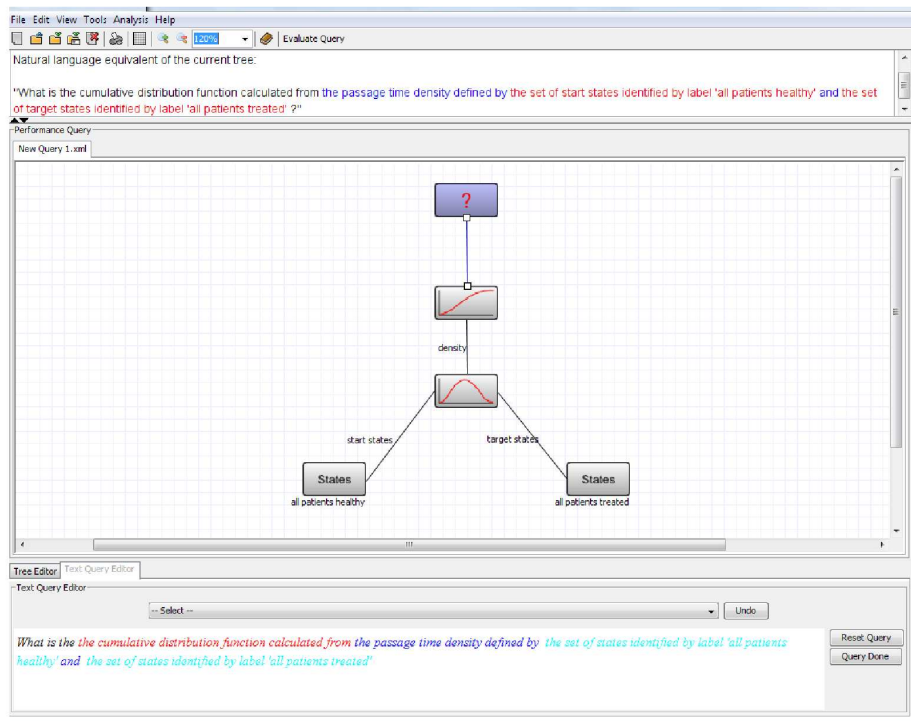 File Edit View Tools Analysis Help
120%
Evaluate Query
Natural language equivalent of the current tree:
"What is the cumulative distribution function calculated from the passage time density defined by the set of start states identified by label 'all patients healthy' and the set
of target states identified by label 'all patients treated' ?"
Performance Query
New Query 1.xml
?
density
start states
target states
States
States
all patients healthy
all patients treated
Tree Editor Text Query Editor
Text Query Editor
-- Select --
Undo
What is the the cumulative distribution function calculated from the passage time density defined by the set of states identified by label 'all patients
healthy' and the set of states identified by label 'all patients treated'
Reset Query
Query Done